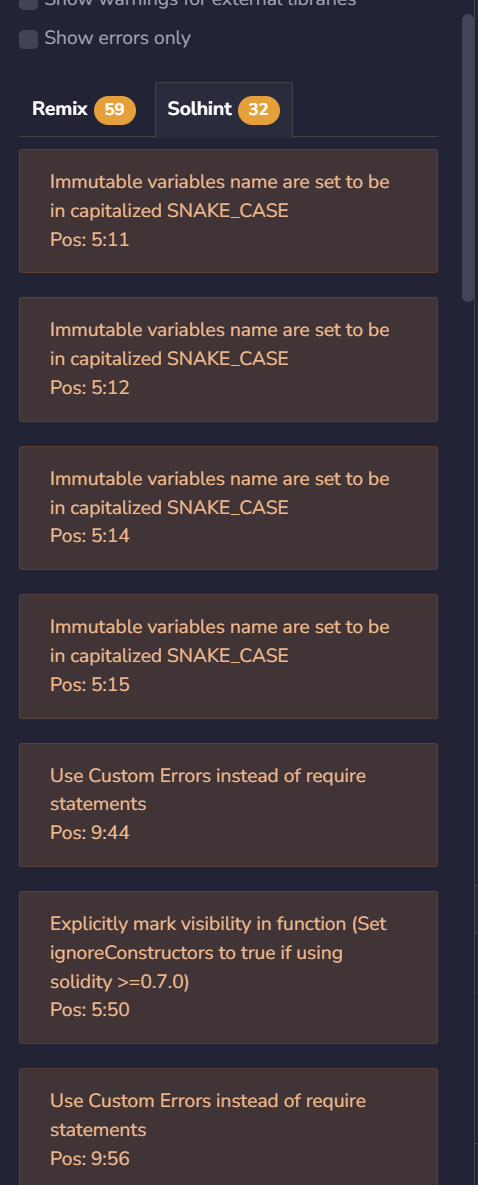 Show warnings for external libraries
Show errors only
Remix 59 Solhint 32
Immutable variables name are set to be
in capitalized SNAKE_CASE
Pos: 5:11
Immutable variables name are set to be
in capitalized SNAKE_CASE
Pos: 5:12
Immutable variables name are set to be
in capitalized SNAKE_CASE
Pos: 5:14
Immutable variables name are set to be
in capitalized SNAKE_CASE
Pos: 5:15
Use Custom Errors instead of require
statements
Pos: 9:44
Explicitly mark visibility in function (Set
ignoreConstructors to true if using
solidity >=0.7.0)
Pos: 5:50
Use Custom Errors instead of require
statements
Pos: 9:56